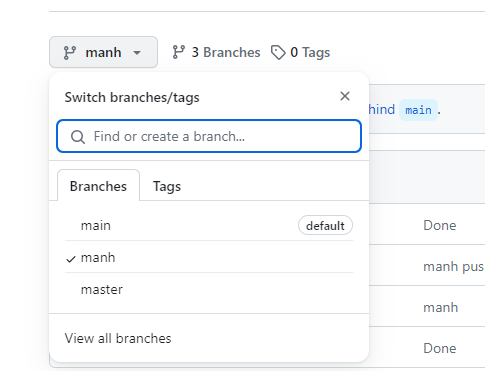 manh 3 Branches 0 Tags
Switch branches/tags
hind main.
Find or create a branch...
Branches Tags
main default Done
manh manh pus
master manh
View all branches Done